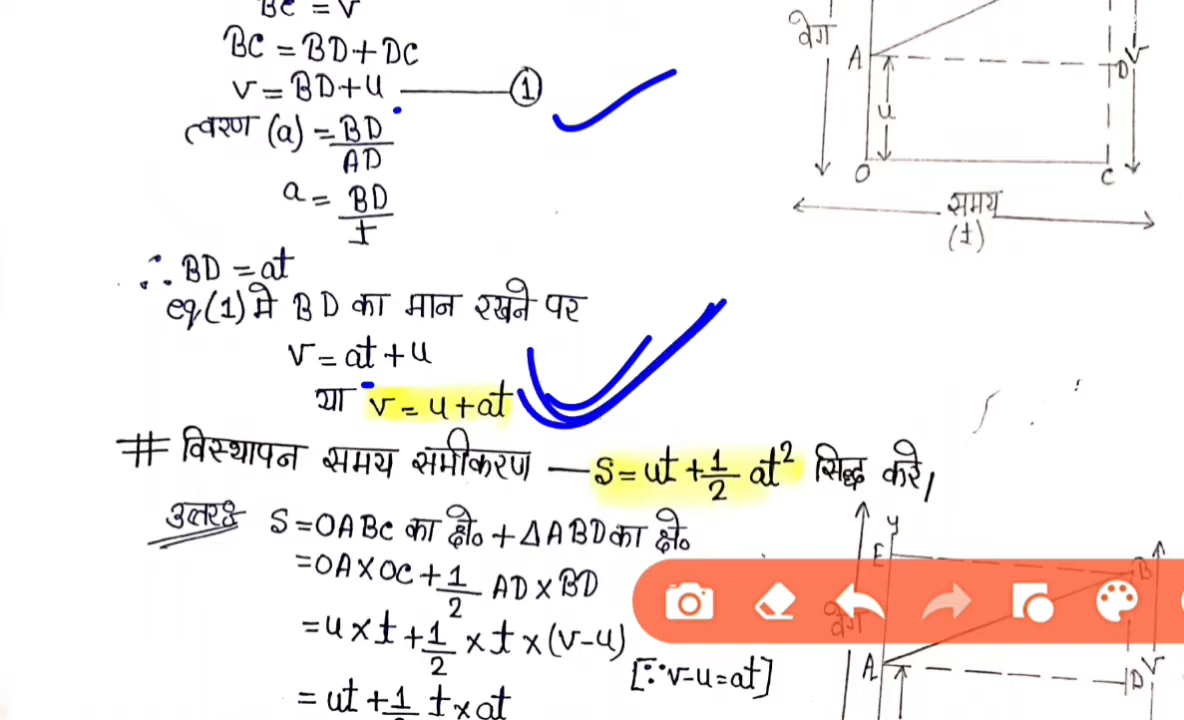 BC = v
BC = BD + DC
v = BD + u ——— ①
त्वरण (a) = BD/AD
a = BD/t
∴ BD = at
eq(1) मे BD का मान रखने पर
v = at + u
या v = u + at
# विस्थापन समय समीकरण — S = ut + 1/2 at² सिद्ध करे,
उत्तरः S = OABC का क्षे० + ΔABD का क्षे०
= OA × OC + 1/2 AD × BD
= u × t + 1/2 × t × (v-u)
[∵ v-u = at]
= ut + 1/2 t × at
वेग
A
D
v
u
O
C
समय
(t)
y
E
B
वेग
A
D
v